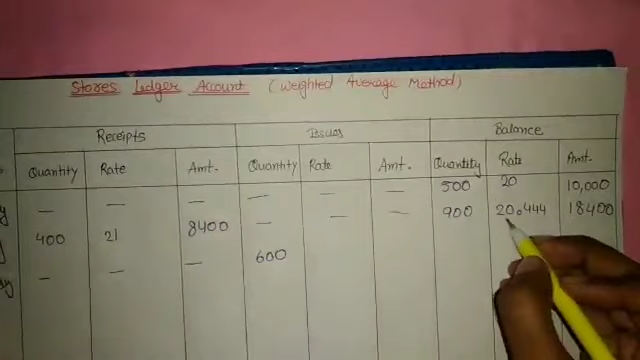 Stores Ledger Account (Weighted Average Method)
Receipts Issues Balance
Quantity Rate Amt. Quantity Rate Amt. Quantity Rate Amt.
— — — — — — 500 20 10,000
400 21 8400 — — — 900 20.444 18400
— — — 600